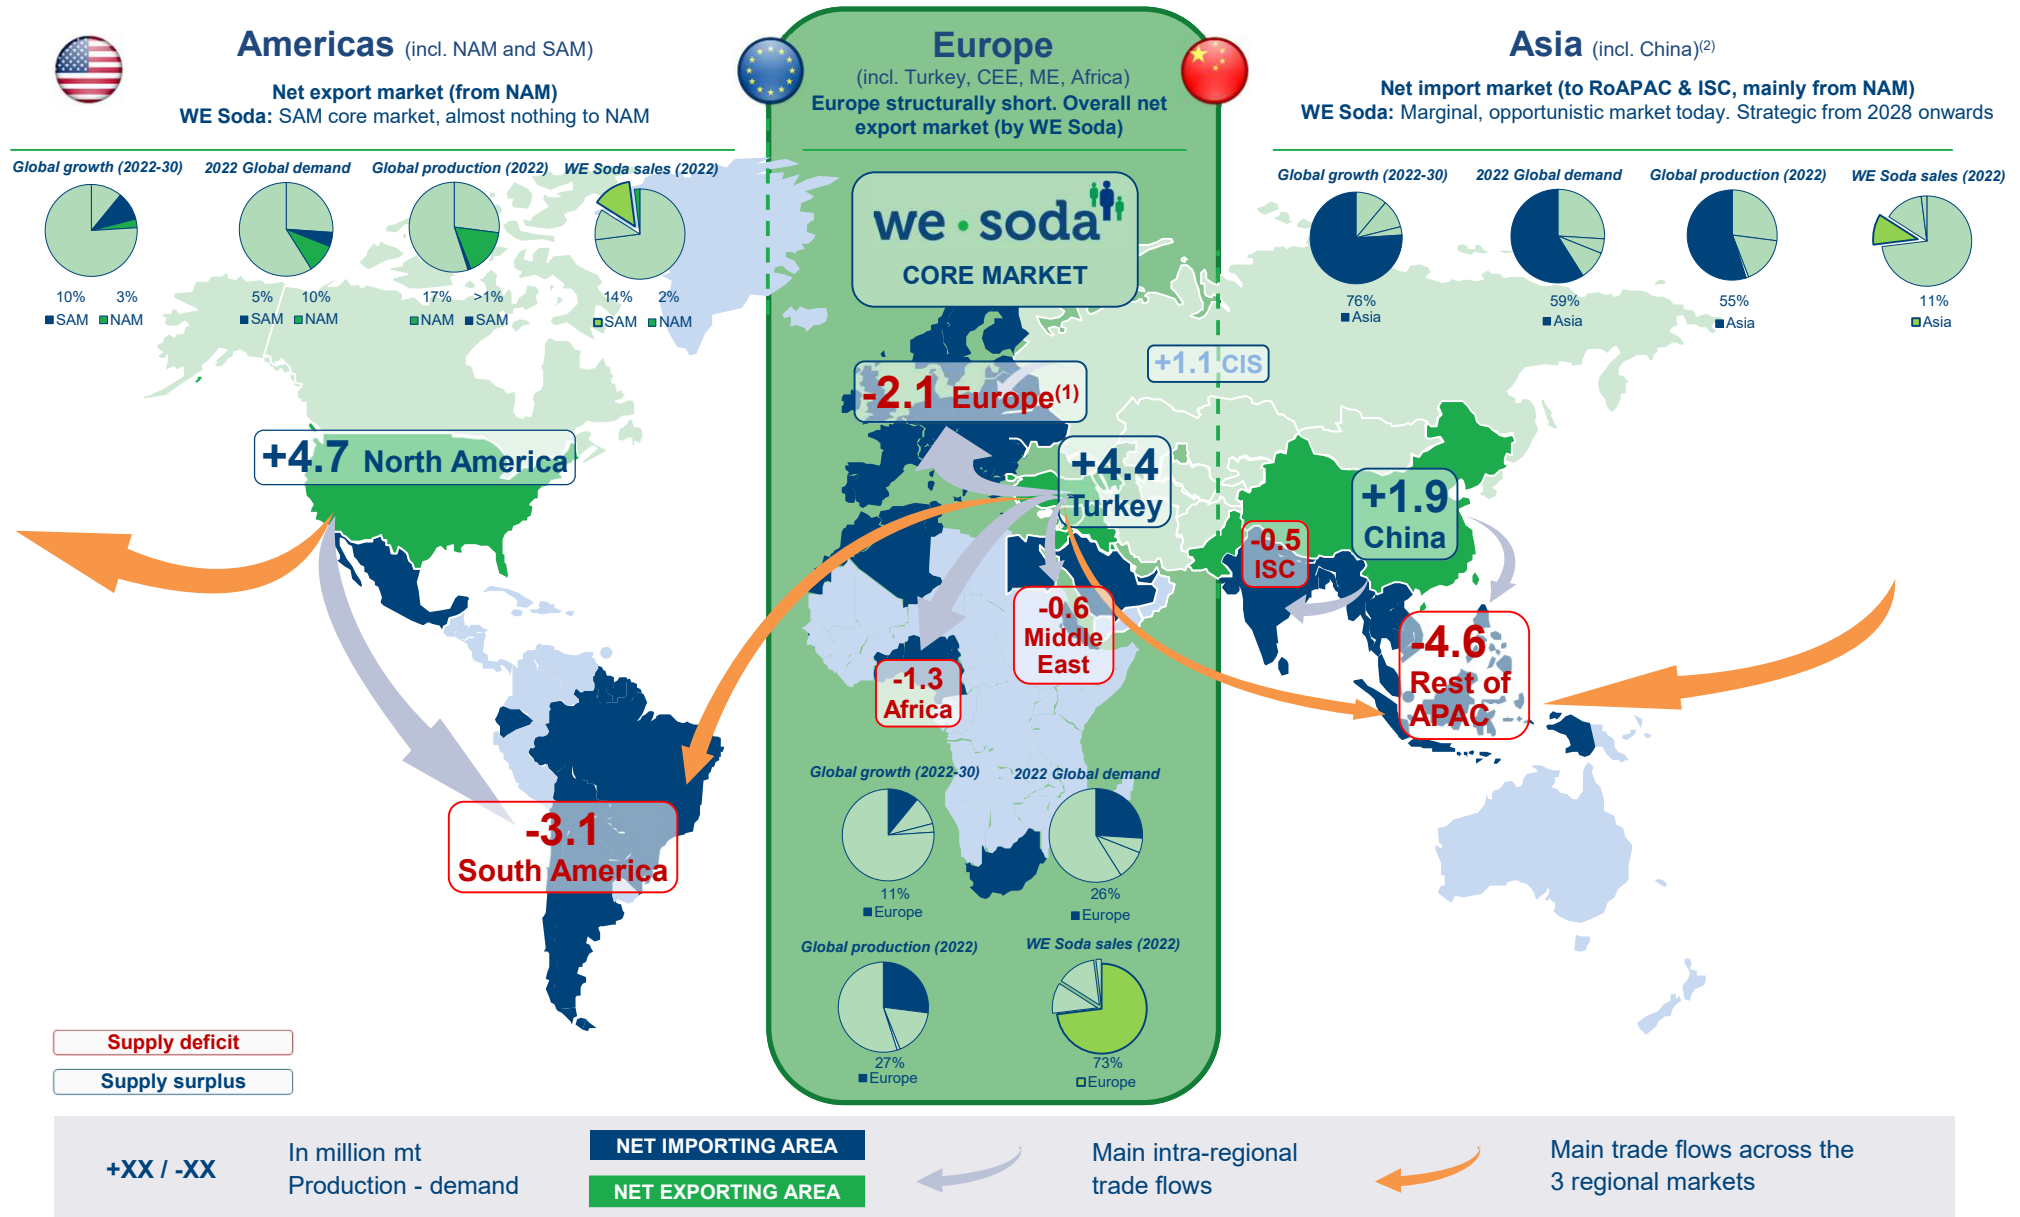 Americas (incl. NAM and SAM)
Net export market (from NAM)
WE Soda: SAM core market, almost nothing to NAM
Global growth (2022-30)
10% 3%
SAM NAM
2022 Global demand
5% 10%
SAM NAM
Global production (2022)
17% >1%
NAM SAM
WE Soda sales (2022)
14% 2%
SAM NAM
Europe
(incl. Turkey, CEE, ME, Africa)
Europe structurally short. Overall net
export market (by WE Soda)
we soda
CORE MARKET
Asia (incl. China)(2)
Net import market (to RoAPAC & ISC, mainly from NAM)
WE Soda: Marginal, opportunistic market today. Strategic from 2028 onwards
Global growth (2022-30)
76%
Asia
2022 Global demand
59%
Asia
Global production (2022)
55%
Asia
WE Soda sales (2022)
11%
Asia
+4.7 North America
-3.1
South America
-2.1 Europe(1)
+1.1 CIS
+4.4
Turkey
-0.6
Middle
East
-1.3
Africa
-0.5
ISC
+1.9
China
-4.6
Rest of
APAC
Global growth (2022-30)
11%
Europe
2022 Global demand
26%
Europe
Global production (2022)
27%
Europe
WE Soda sales (2022)
73%
Europe
Supply deficit
Supply surplus
+XX / -XX
In million mt
Production - demand
NET IMPORTING AREA
NET EXPORTING AREA
Main intra-regional
trade flows
Main trade flows across the
3 regional markets